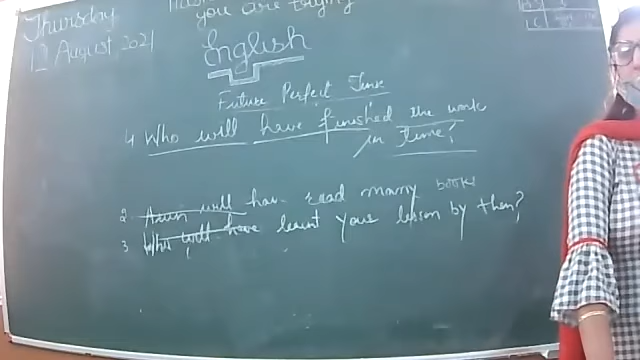 Thursday
you are trying
12 August, 2021
English
Future Perfect Tense
4 Who will have finished the work
in time?
2 Arun will have read many books
3 Who will have learnt your lesson by then?